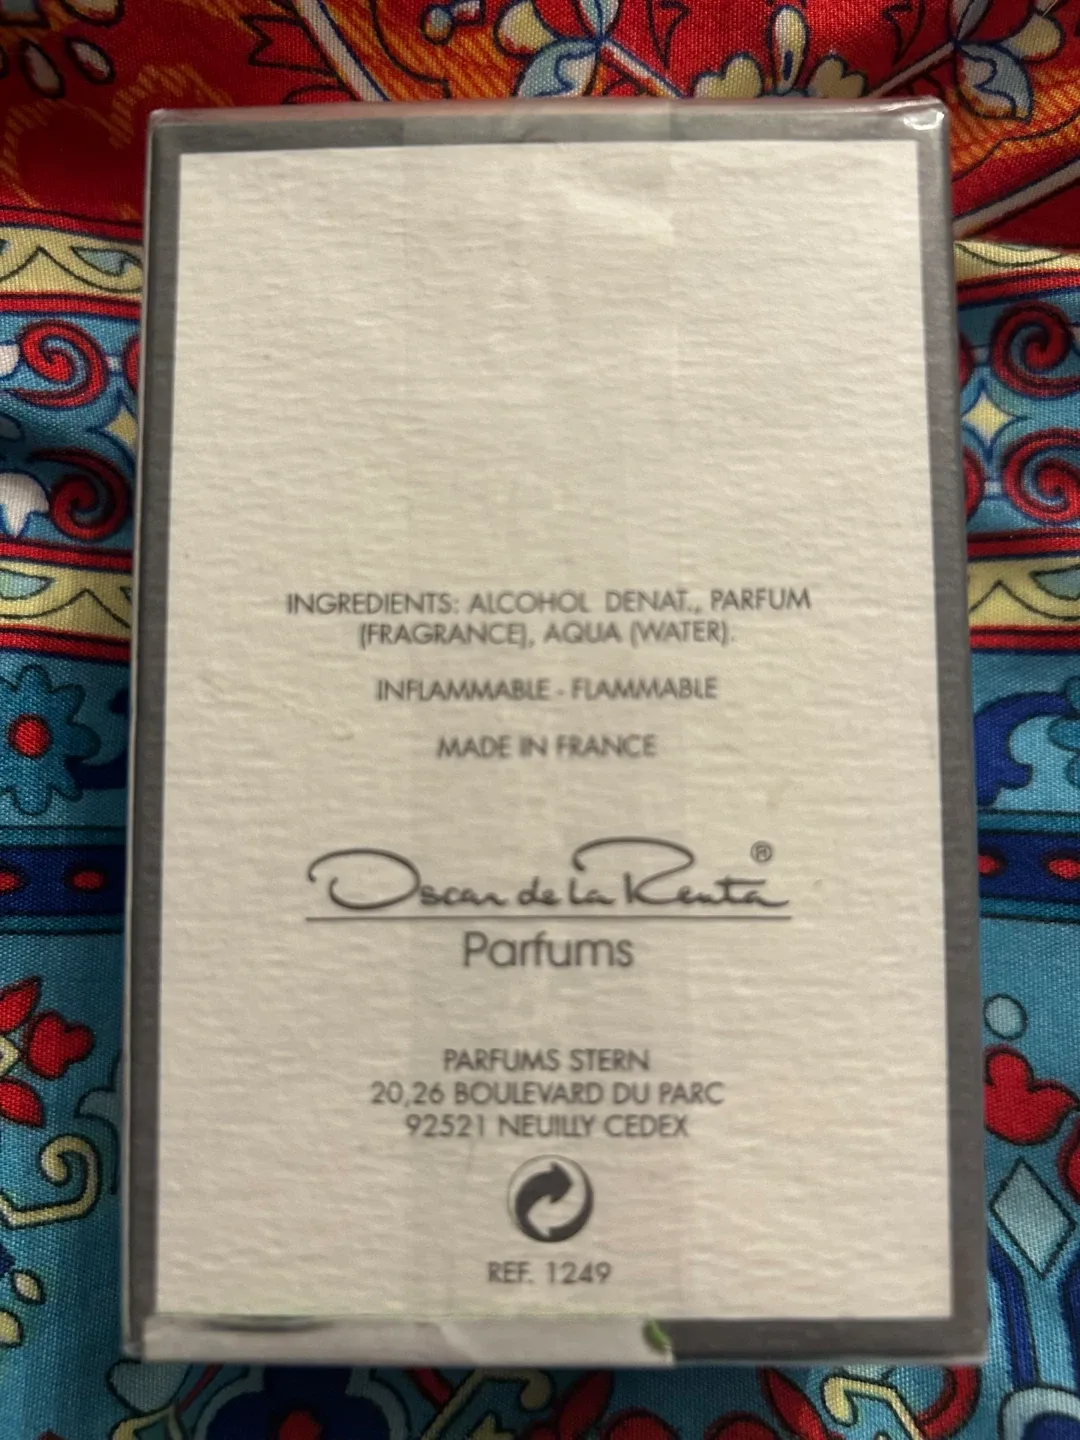 INGREDIENTS: ALCOHOL DENAT., PARFUM
(FRAGRANCE), AQUA (WATER).
INFLAMMABLE - FLAMMABLE
MADE IN FRANCE
Oscar de la Renta ®
Parfums
PARFUMS STERN
20,26 BOULEVARD DU PARC
92521 NEUILLY CEDEX
REF. 1249